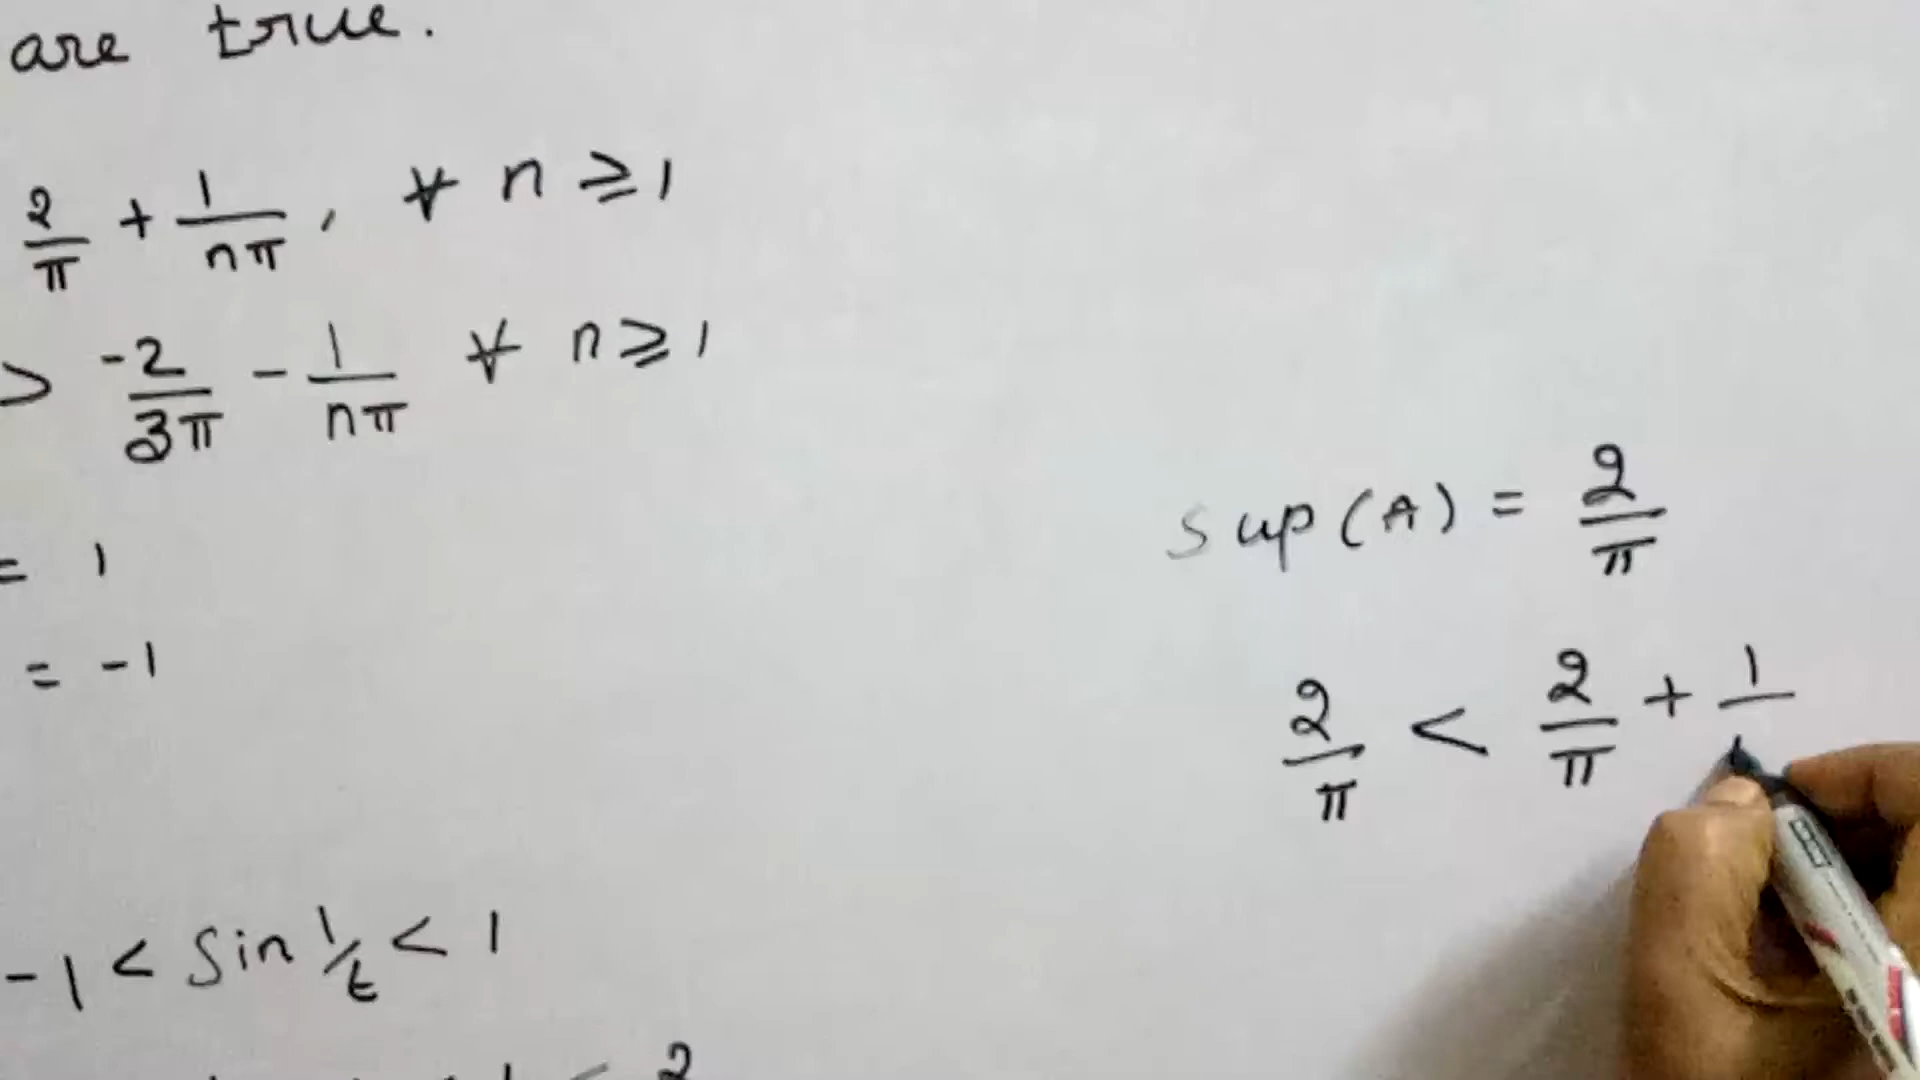 are true.
2/π + 1/nπ, ∀ n ≥ 1
> -2/3π - 1/nπ ∀ n ≥ 1
= 1
= -1
sup(A) = 2/π
2/π < 2/π + 1/
-1 < Sin 1/t < 1
2